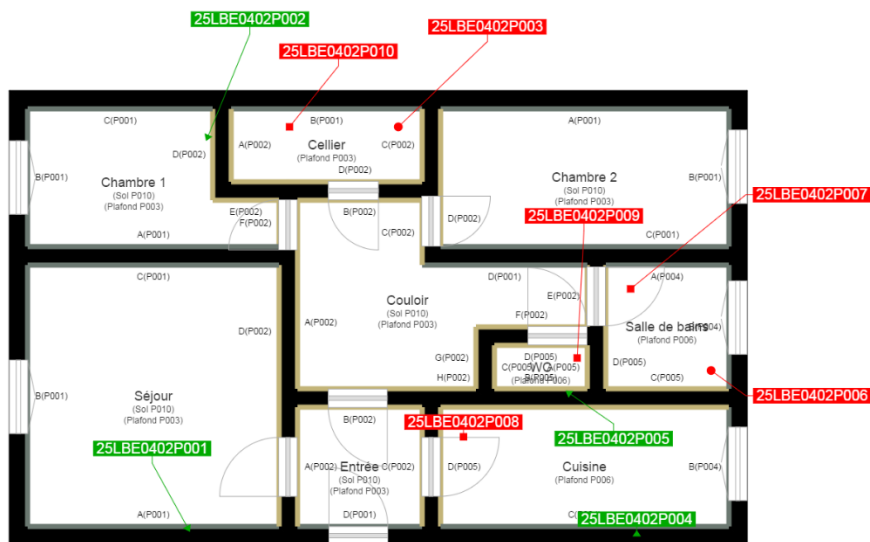 25LBE0402P002
25LBE0402P010
25LBE0402P003
C(P001)
D(P002)
B(P001)
Chambre 1
(Sol P010)
(Plafond P003)
E(P002)
F(P002)
A(P001)
B(P001)
A(P002)
C(P002)
Cellier
(Plafond P003)
D(P002)
A(P001)
B(P001)
Chambre 2
(Sol P010)
(Plafond P003)
D(P002)
C(P001)
25LBE0402P007
25LBE0402P009
C(P001)
D(P002)
B(P001)
Séjour
(Sol P010)
(Plafond P003)
A(P001)
25LBE0402P001
B(P002)
C(P002)
D(P001)
E(P002)
F(P002)
Couloir
(Sol P010)
(Plafond P003)
A(P002)
G(P002)
H(P002)
A(P004)
B(P004)
Salle de bains
(Plafond P006)
D(P005)
C(P005)
D(P005)
C(P005)
A(P005)
WC
B(P005)
(Plafond P006)
25LBE0402P006
25LBE0402P008
25LBE0402P005
B(P002)
A(P002)
Entrée
C(P002)
(Sol P010)
(Plafond P003)
D(P001)
D(P005)
Cuisine
(Plafond P006)
B(P004)
25LBE0402P004